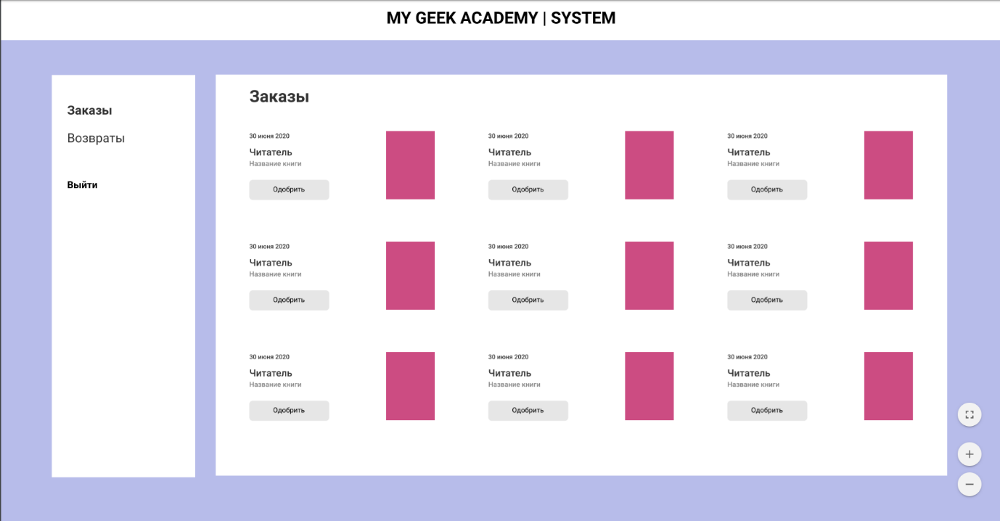 MY GEEK ACADEMY | SYSTEM
Заказы
Возвраты
Выйти
Заказы
30 июня 2020
Читатель
Название книги
Одобрить
30 июня 2020
Читатель
Название книги
Одобрить
30 июня 2020
Читатель
Название книги
Одобрить
30 июня 2020
Читатель
Название книги
Одобрить
30 июня 2020
Читатель
Название книги
Одобрить
30 июня 2020
Читатель
Название книги
Одобрить
30 июня 2020
Читатель
Название книги
Одобрить
30 июня 2020
Читатель
Название книги
Одобрить
30 июня 2020
Читатель
Название книги
Одобрить